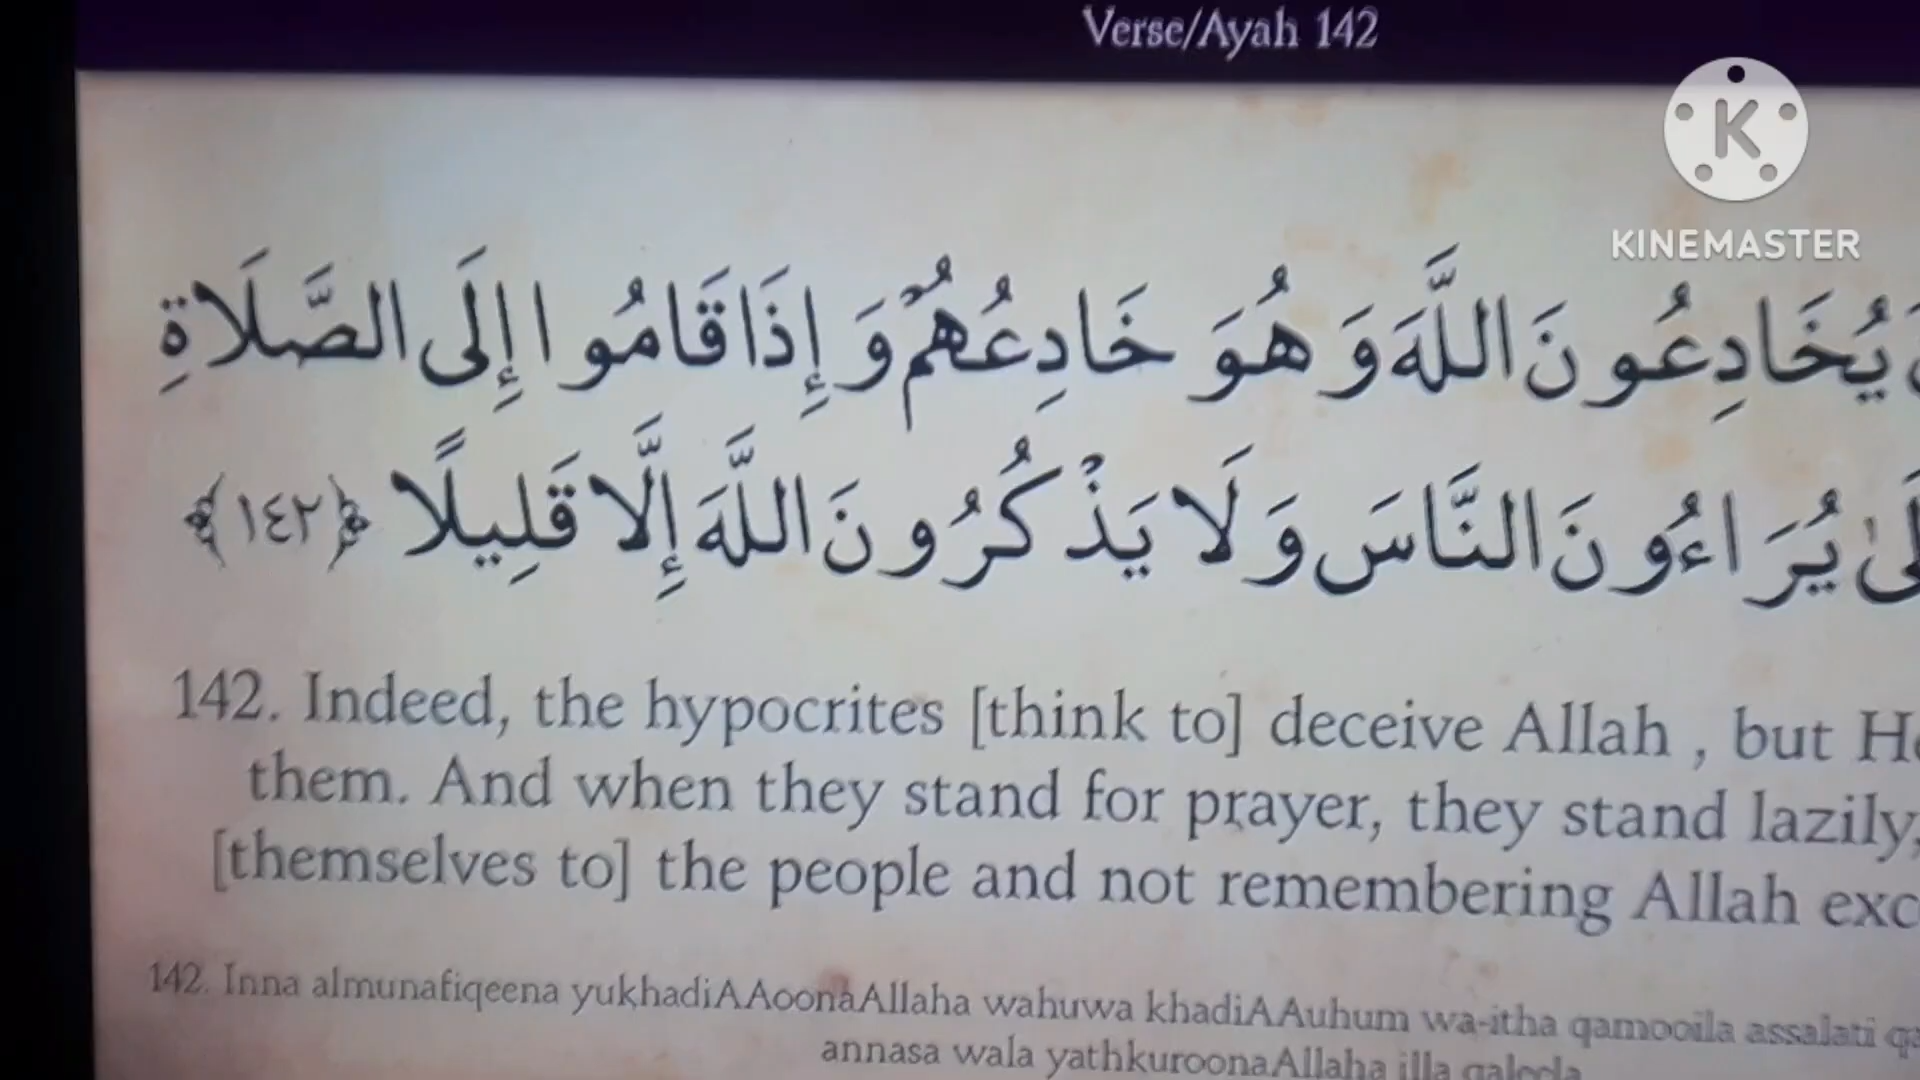 Verse/Ayah 142
K
KINEMASTER
يُخَادِعُونَ اللَّهَ وَهُوَ خَادِعُهُمْ وَإِذَا قَامُوا إِلَى الصَّلَاةِ
يُرَاءُونَ النَّاسَ وَلَا يَذْكُرُونَ اللَّهَ إِلَّا قَلِيلًا ﴿١٤٢﴾
142. Indeed, the hypocrites [think to] deceive Allah , but
them. And when they stand for prayer, they stand lazily,
[themselves to] the people and not remembering Allah
142. Inna almunafiqeena yukhadiAAoonaAllaha wahuwa khadiAAuhum wa-itha qamooila assalati
annasa wala yathkuroonaAllaha illa qaleela